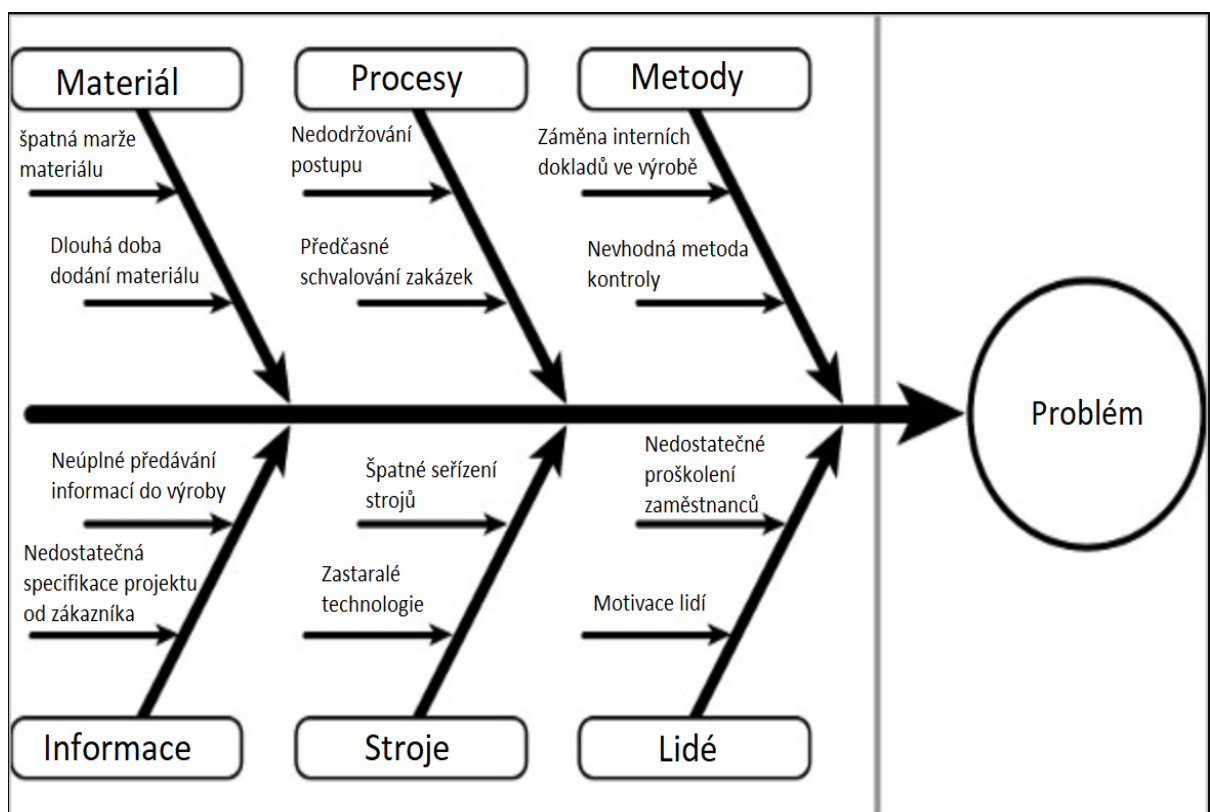 Materiál
Procesy
Metody
špatná marže
materiálu
Nedodržování
postupu
Záměna interních
dokladů ve výrobě
Dlouhá doba
dodání materiálu
Předčasné
schvalování zakázek
Nevhodná metoda
kontroly
Problém
Neúplné předávání
informací do výroby
Špatné seřízení
strojů
Nedostatečné
proškolení
zaměstnanců
Nedostatečná
specifikace projektu
od zákazníka
Zastaralé
technologie
Motivace lidí
Informace
Stroje
Lidé